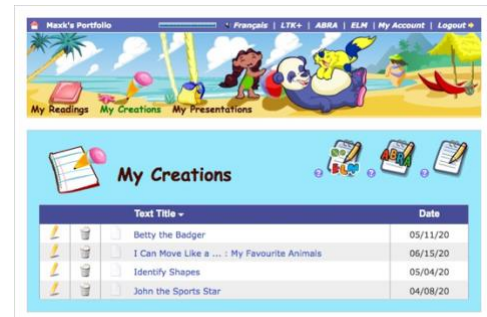 Maxk's Portfolio Français | LTK+ | ABRA | ELM | My Account | Logout
My Readings My Creations My Presentations
My Creations ? ELM ? ABRA ?
Text Title Date
Betty the Badger 05/11/20
I Can Move Like a ... : My Favourite Animals 06/15/20
Identify Shapes 05/04/20
John the Sports Star 04/08/20